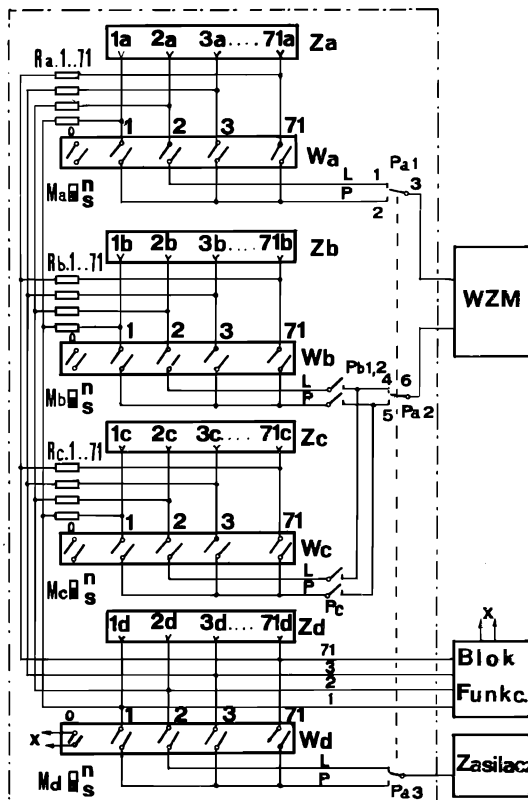 1a 2a 3a.... 71a Za
Ra.1..71
0 1 2 3 71
Wa
Ma n s
L 1 Pa1
P 2 3
1b 2b 3b.... 71b Zb
Rb.1..71
WZM
0 1 2 3 71
Wb
Mb n s
L Pb1,2 4 6
P 5 Pa2
1c 2c 3c.... 71c Zc
Rc.1..71
0 1 2 3 71
Wc
Mc n s
L
P Pc
1d 2d 3d.... 71d Zd
x
71
3
2
1
Blok
Funkc.
0 1 2 3 71
x Wd
Md n s
L
P Pa3
Zasilacz